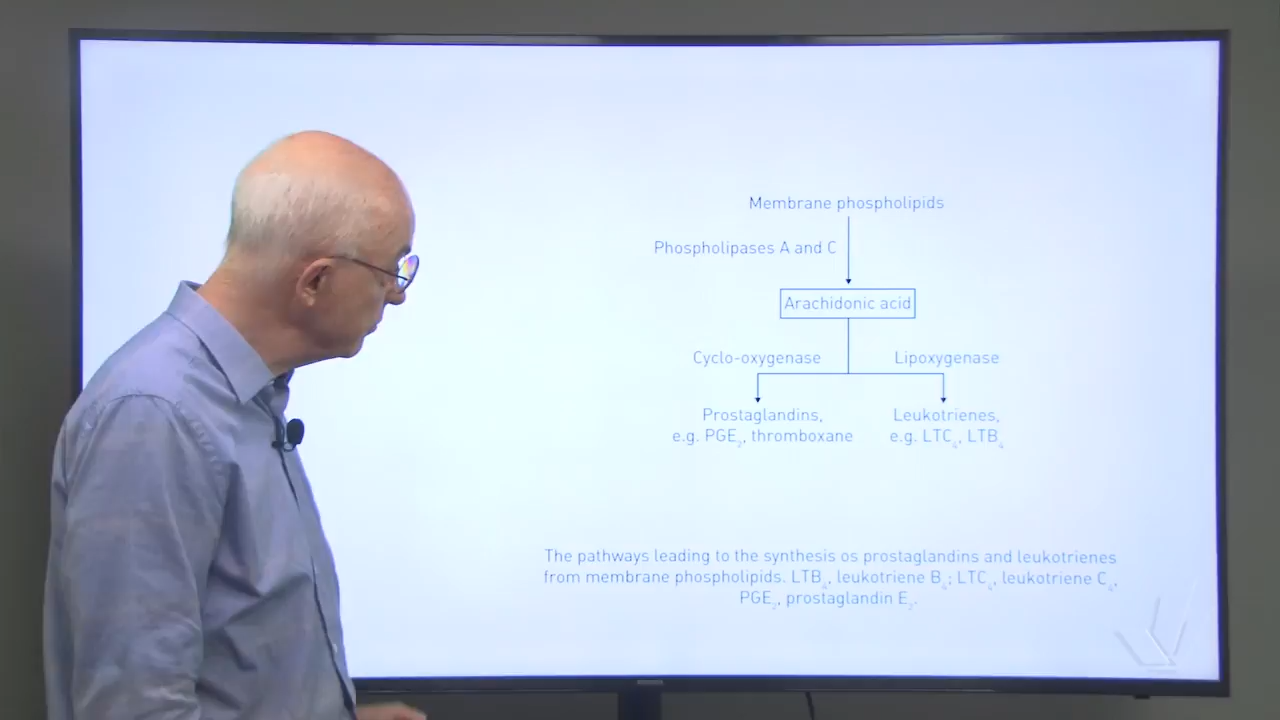 Membrane phospholipids
Phospholipases A and C
Arachidonic acid
Cyclo-oxygenase
Lipoxygenase
Prostaglandins,
e.g. PGE₂, thromboxane
Leukotrienes,
e.g. LTC₄, LTB₄
The pathways leading to the synthesis os prostaglandins and leukotrienes
from membrane phospholipids. LTB₄, leukotriene B₄; LTC₄, leukotriene C₄,
PGE₂, prostaglandin E₂.